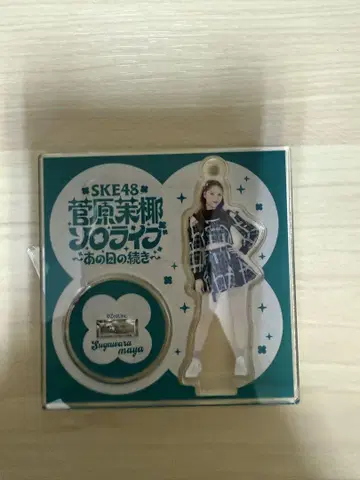 SKE48
菅原茉椰
ソロライブ
~あの日の続き~
Sugawara
maya